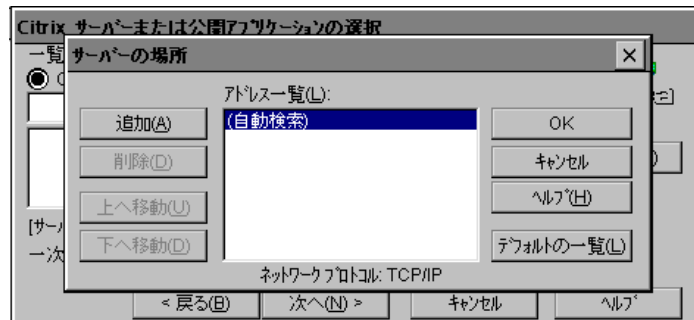 Citrix サーバーまたは公開アプリケーションの選択
一覧
サーバーの場所
アドレス一覧(L):
(自動検索)
追加(A)
削除(D)
上へ移動(U)
下へ移動(D)
OK
キャンセル
ヘルプ(H)
デフォルトの一覧(L)
ネットワーク プロトコル: TCP/IP
[サー
一次
< 戻る(B)
次へ(N) >
キャンセル
ヘルプ